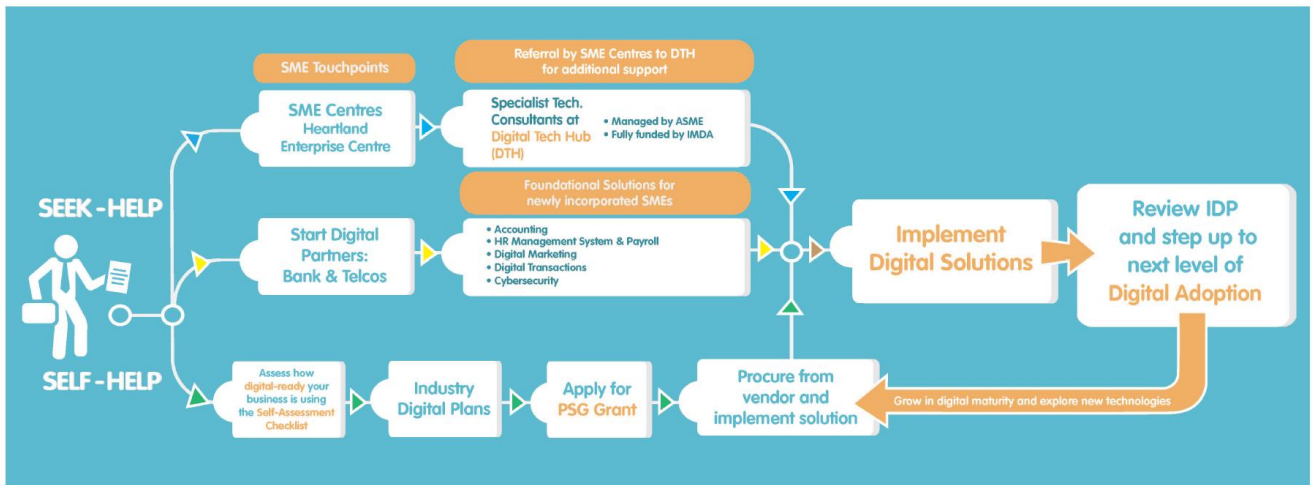 SME Touchpoints
Referral by SME Centres to DTH
for additional support
SME Centres
Heartland
Enterprise Centre
Specialist Tech.
Consultants at
Digital Tech Hub
(DTH)
• Managed by ASME
• Fully funded by IMDA
SEEK-HELP
Foundational Solutions for
newly incorporated SMEs
Start Digital
Partners:
Bank & Telcos
• Accounting
• HR Management System & Payroll
• Digital Marketing
• Digital Transactions
• Cybersecurity
Implement
Digital Solutions
Review IDP
and step up to
next level of
Digital Adoption
SELF-HELP
Assess how
digital-ready your
business is using
the Self-Assessment
Checklist
Industry
Digital Plans
Apply for
PSG Grant
Procure from
vendor and
implement solution
Grow in digital maturity and explore new technologies